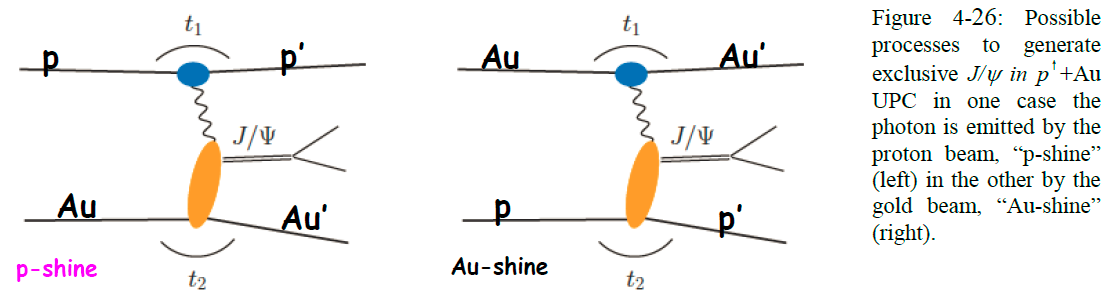 t1
p
p′
J/Ψ
Au
Au'
p-shine
t2
t1
Au
Au'
J/Ψ
p
p'
Au-shine
t2
Figure 4-26: Possible
processes to generate
exclusive J/ψ in p↑+Au
UPC in one case the
photon is emitted by the
proton beam, “p-shine”
(left) in the other by the
gold beam, “Au-shine”
(right).